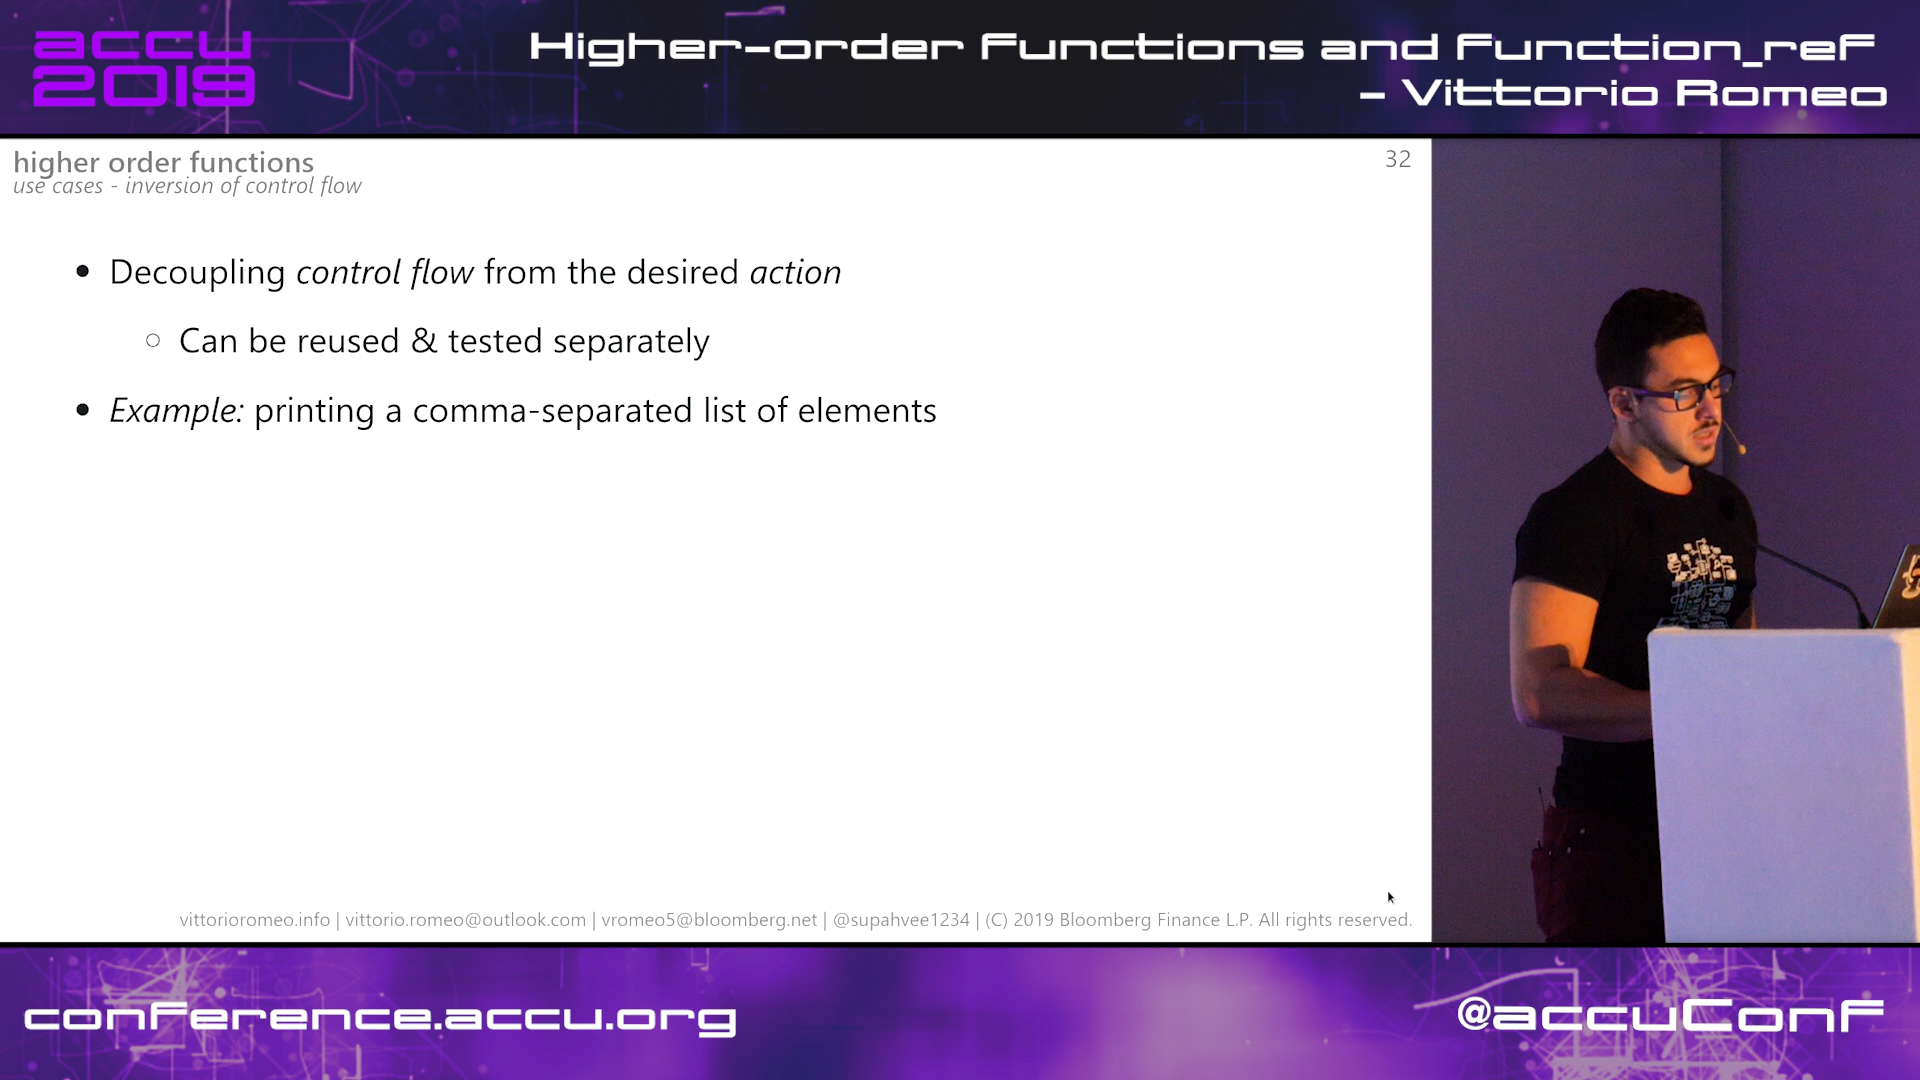 accu
2019
Higher-order Functions and Function_ref
- Vittorio Romeo
higher order functions
use cases - inversion of control flow
32
• Decoupling control flow from the desired action
○ Can be reused & tested separately
• Example: printing a comma-separated list of elements
vittorioromeo.info | vittorio.romeo@outlook.com | vromeo5@bloomberg.net | @supahvee1234 | (C) 2019 Bloomberg Finance L.P. All rights reserved.
conference.accu.org
@accuConf